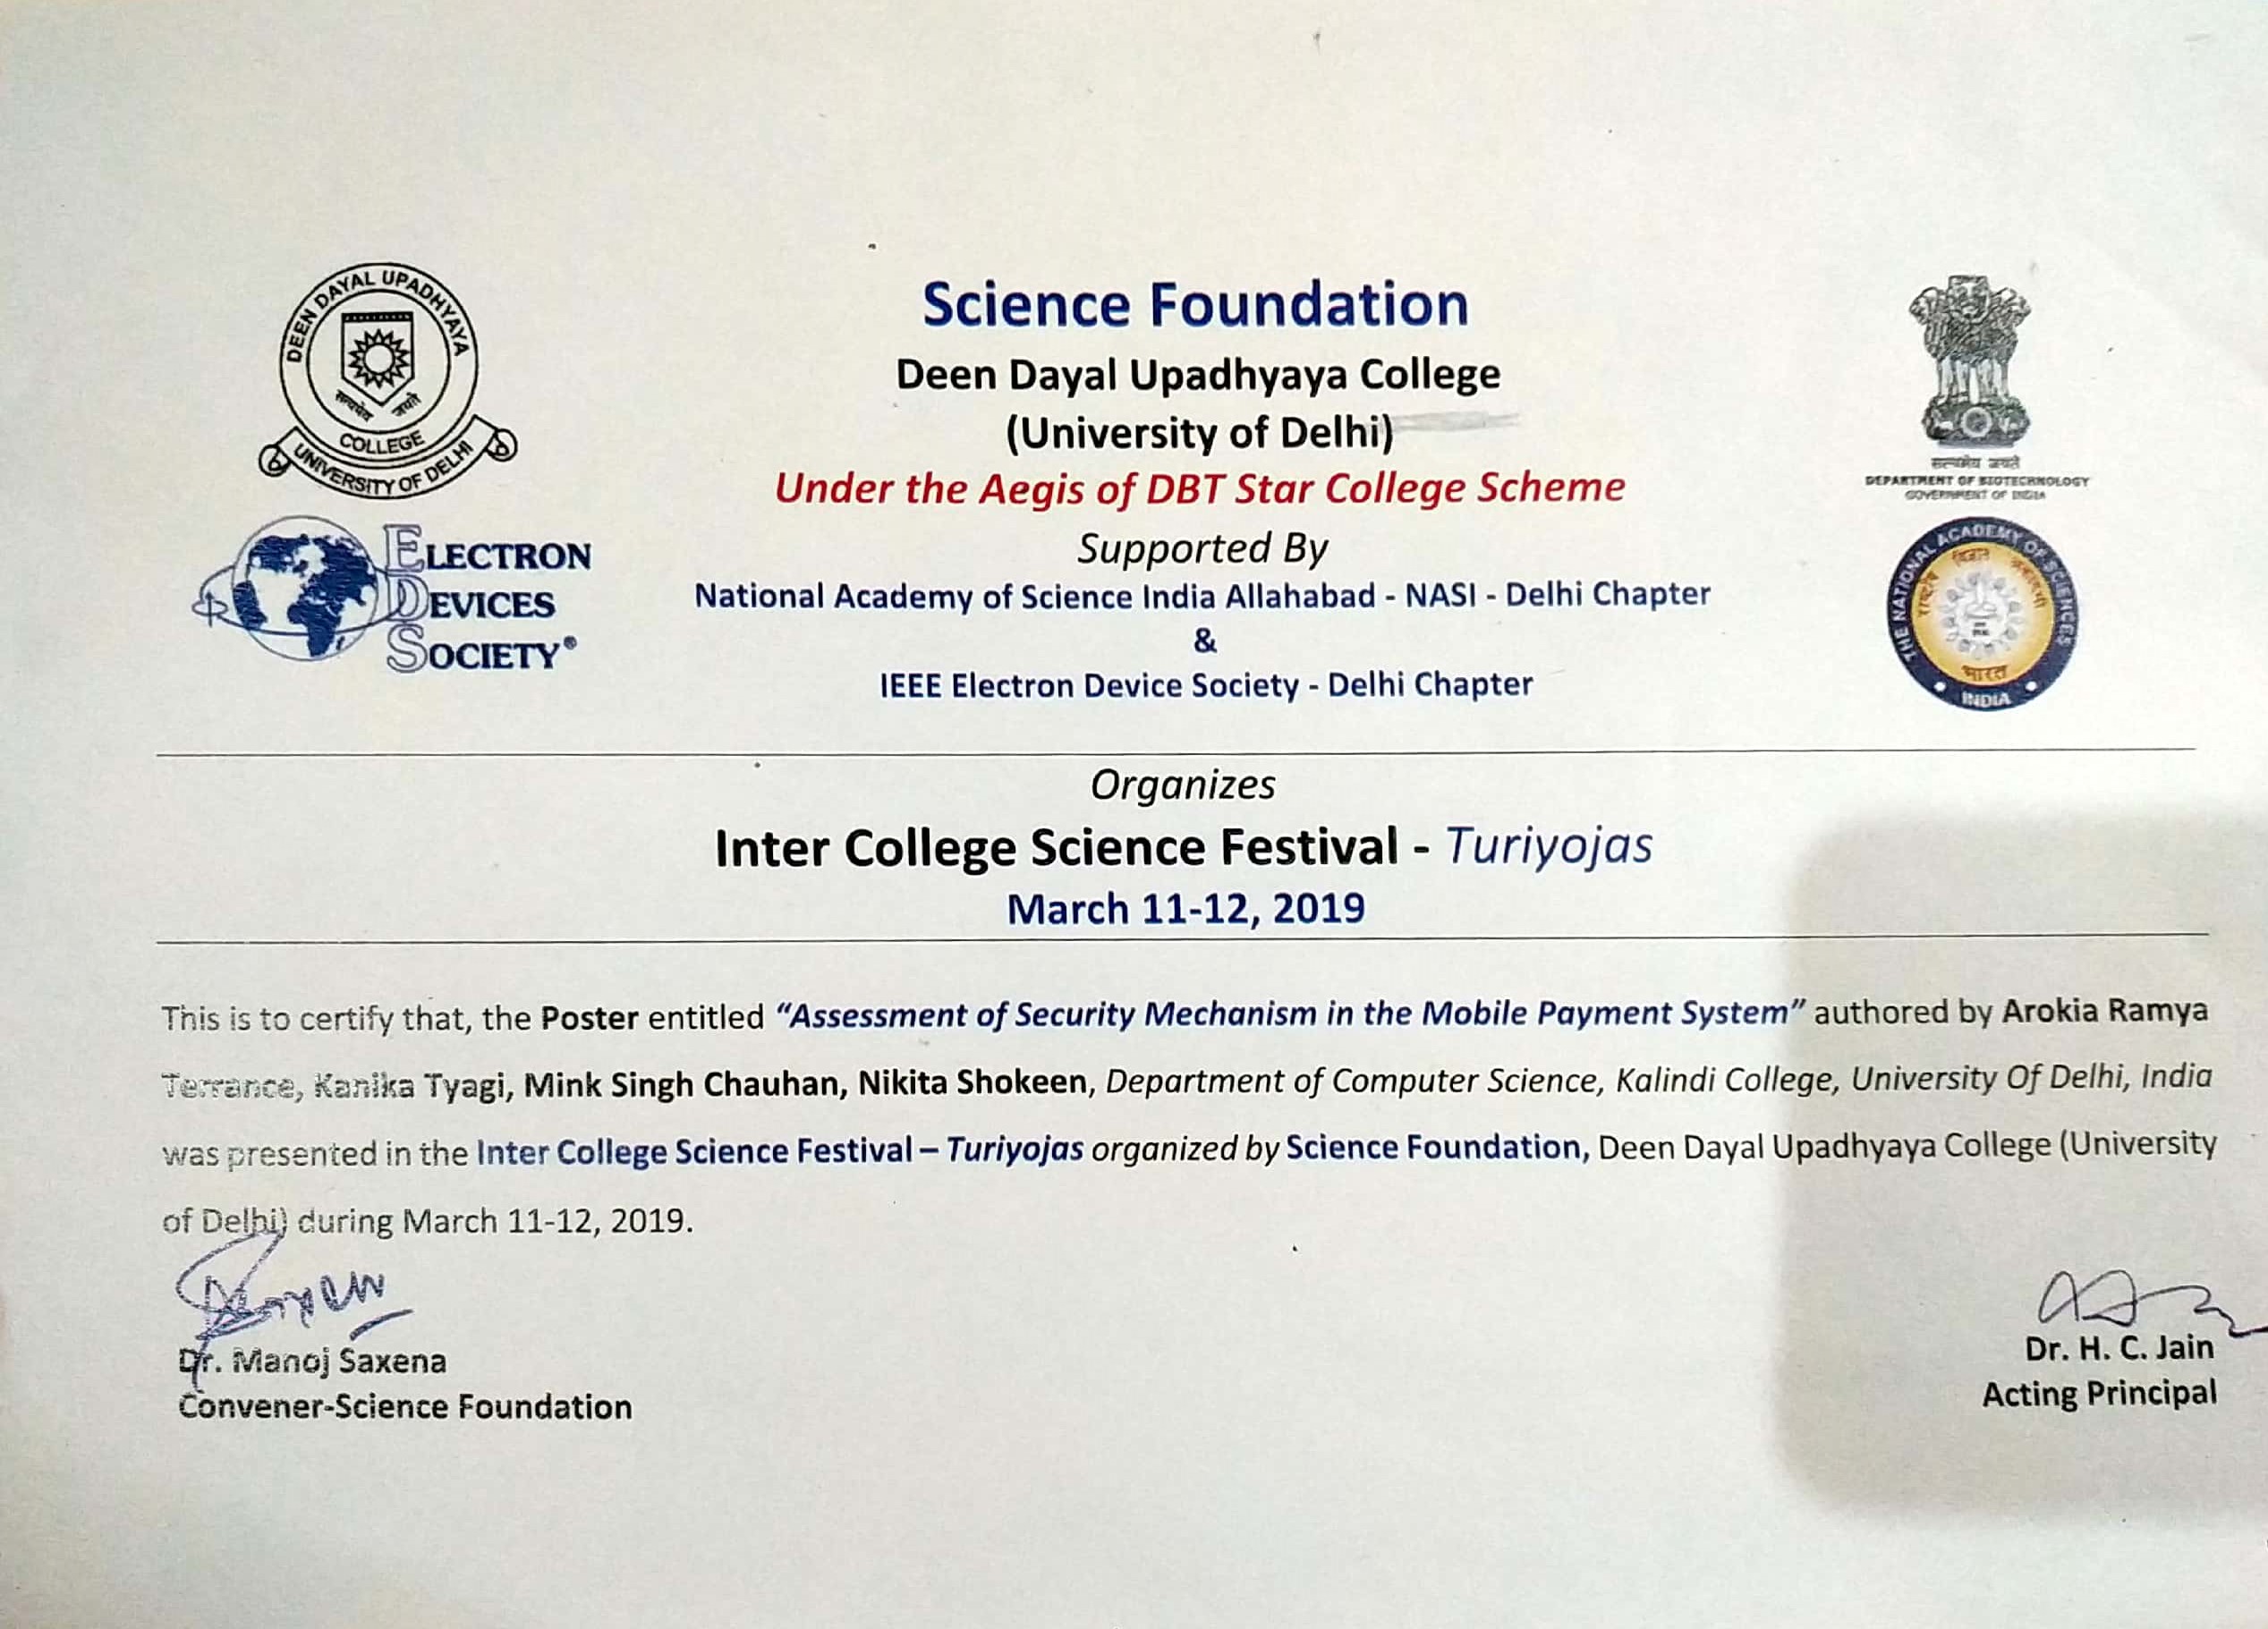 DEEN DAYAL UPADHYAYA
सत्यमेव जयते
COLLEGE
UNIVERSITY OF DELHI
ELECTRON
DEVICES
SOCIETY®
Science Foundation
Deen Dayal Upadhyaya College
(University of Delhi)
Under the Aegis of DBT Star College Scheme
Supported By
National Academy of Science India Allahabad - NASI - Delhi Chapter
&
IEEE Electron Device Society - Delhi Chapter
सत्यमेव जयते
DEPARTMENT OF BIOTECHNOLOGY
GOVERNMENT OF INDIA
THE NATIONAL ACADEMY OF SCIENCES
भारत
INDIA
Organizes
Inter College Science Festival - Turiyojas
March 11-12, 2019
This is to certify that, the Poster entitled “Assessment of Security Mechanism in the Mobile Payment System” authored by Arokia Ramya
Terrance, Kanika Tyagi, Mink Singh Chauhan, Nikita Shokeen, Department of Computer Science, Kalindi College, University Of Delhi, India
was presented in the Inter College Science Festival – Turiyojas organized by Science Foundation, Deen Dayal Upadhyaya College (University
of Delhi) during March 11-12, 2019.
Dr. Manoj Saxena
Convener-Science Foundation
Dr. H. C. Jain
Acting Principal